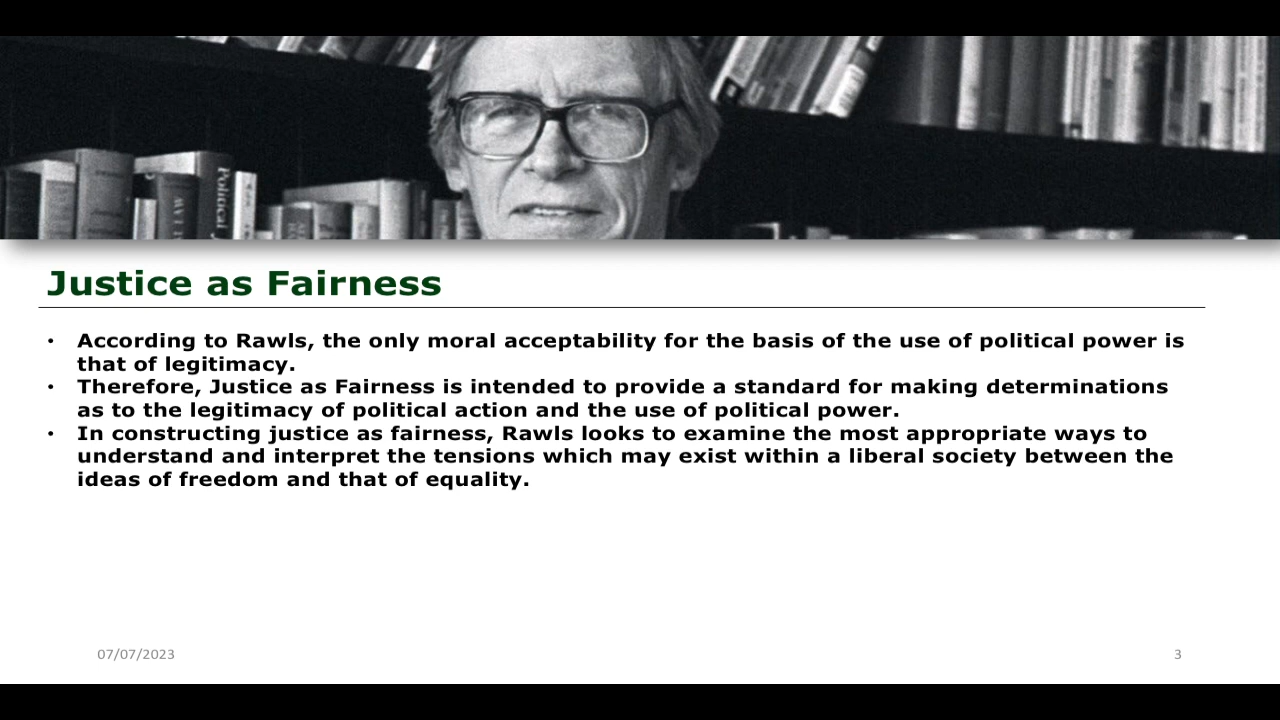 Political
LAW
Justice as Fairness
• According to Rawls, the only moral acceptability for the basis of the use of political power is
that of legitimacy.
• Therefore, Justice as Fairness is intended to provide a standard for making determinations
as to the legitimacy of political action and the use of political power.
• In constructing justice as fairness, Rawls looks to examine the most appropriate ways to
understand and interpret the tensions which may exist within a liberal society between the
ideas of freedom and that of equality.
07/07/2023
3